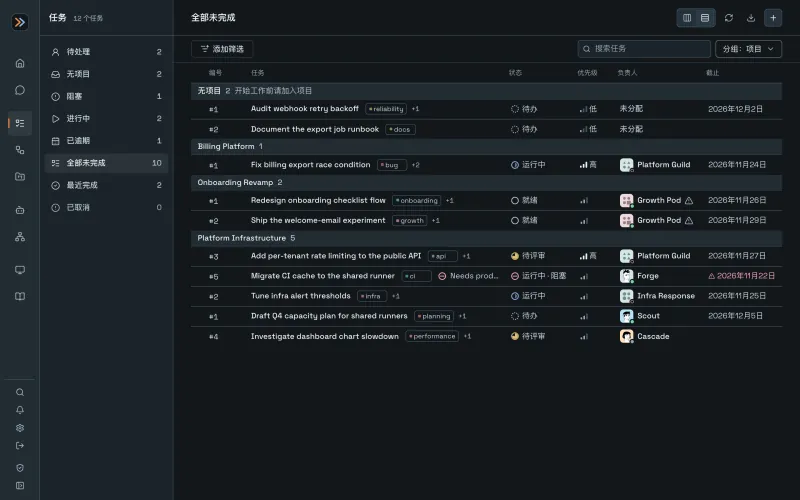 任务 12 个任务
待处理 2
无项目 2
阻塞 1
进行中 2
已逾期 1
全部未完成 10
最近完成 2
已取消 0
全部未完成
添加筛选
搜索任务
分组：项目
编号 任务 状态 优先级 负责人 截止
无项目 2 开始工作前请加入项目
#1 Audit webhook retry backoff reliability +1 待办 低 未分配 2026年12月2日
#2 Document the export job runbook docs 待办 低 未分配
Billing Platform 1
#1 Fix billing export race condition bug +2 运行中 高 Platform Guild 2026年11月24日
Onboarding Revamp 2
#1 Redesign onboarding checklist flow onboarding +1 就绪 Growth Pod 2026年11月26日
#2 Ship the welcome-email experiment growth +1 就绪 Growth Pod 2026年11月29日
Platform Infrastructure 5
#3 Add per-tenant rate limiting to the public API api +1 待评审 高 Platform Guild 2026年11月27日
#5 Migrate CI cache to the shared runner ci Needs prod... 运行中 · 阻塞 Forge 2026年11月22日
#2 Tune infra alert thresholds infra +1 运行中 Infra Response 2026年11月25日
#1 Draft Q4 capacity plan for shared runners planning +1 待办 Scout 2026年12月5日
#4 Investigate dashboard chart slowdown performance +1 待评审 Cascade